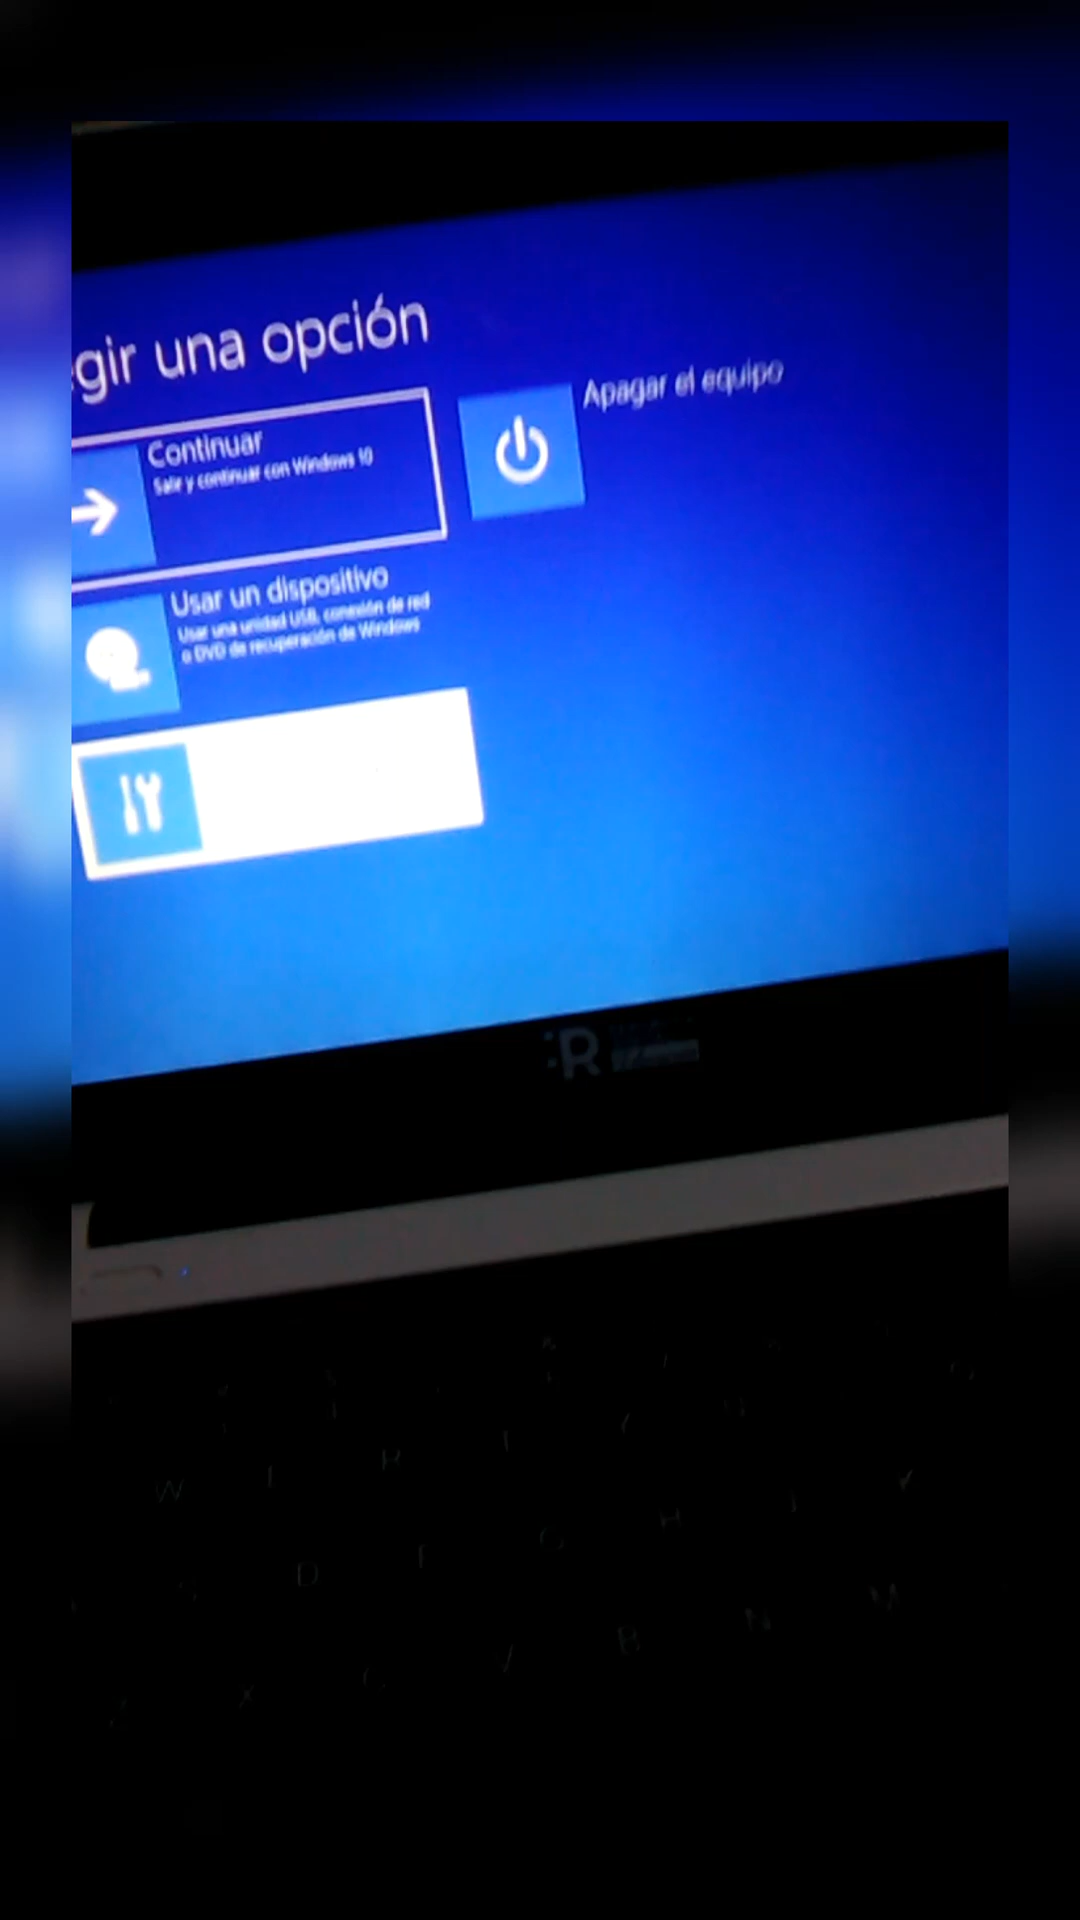 gir una opción
Continuar
Salir y continuar con Windows 10
Apagar el equipo
Usar un dispositivo
Usar una unidad USB, conexión de red
o DVD de recuperación de Windows
R
W R
D H
X V B N M